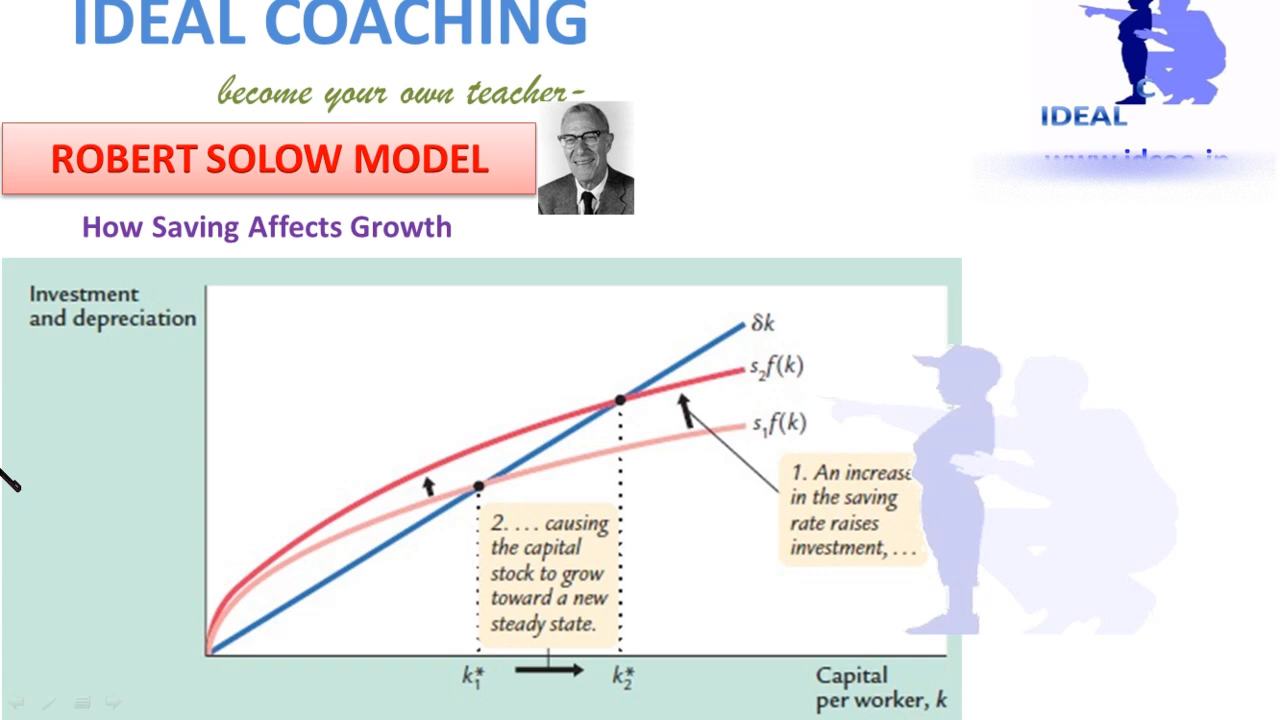 IDEAL COACHING
become your own teacher-
IDEAL
C
ROBERT SOLOW MODEL
How Saving Affects Growth
Investment
and depreciation
δk
s₂f(k)
s₁f(k)
1. An increase
in the saving
rate raises
investment, ...
2. ... causing
the capital
stock to grow
toward a new
steady state.
k₁*
k₂*
Capital
per worker, k